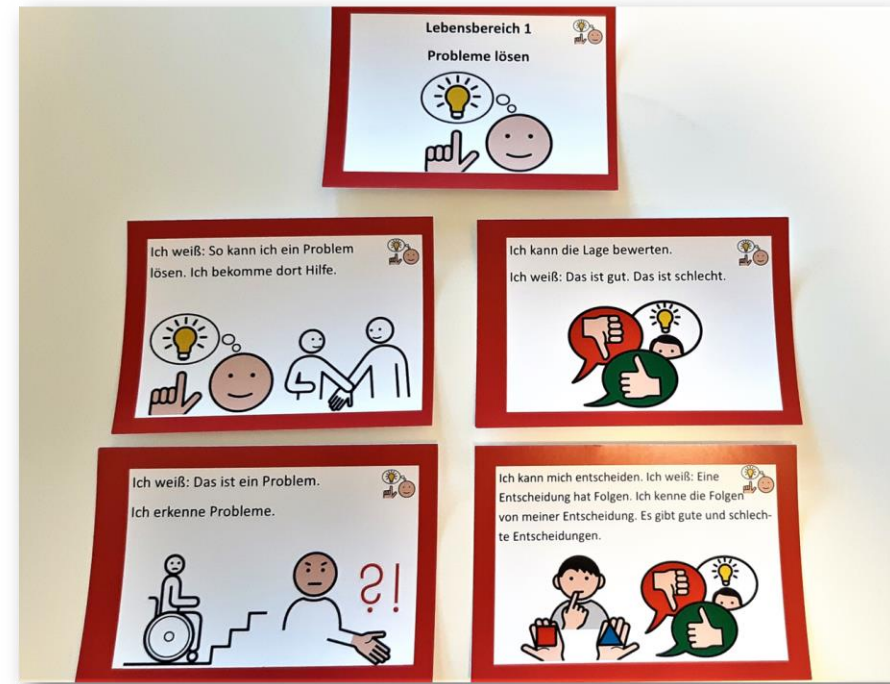 Lebensbereich 1
Probleme lösen
Ich weiß: So kann ich ein Problem
lösen. Ich bekomme dort Hilfe.
Ich kann die Lage bewerten.
Ich weiß: Das ist gut. Das ist schlecht.
Ich weiß: Das ist ein Problem.
Ich erkenne Probleme.
?!
Ich kann mich entscheiden. Ich weiß: Eine
Entscheidung hat Folgen. Ich kenne die Folgen
von meiner Entscheidung. Es gibt gute und schlech-
te Entscheidungen.